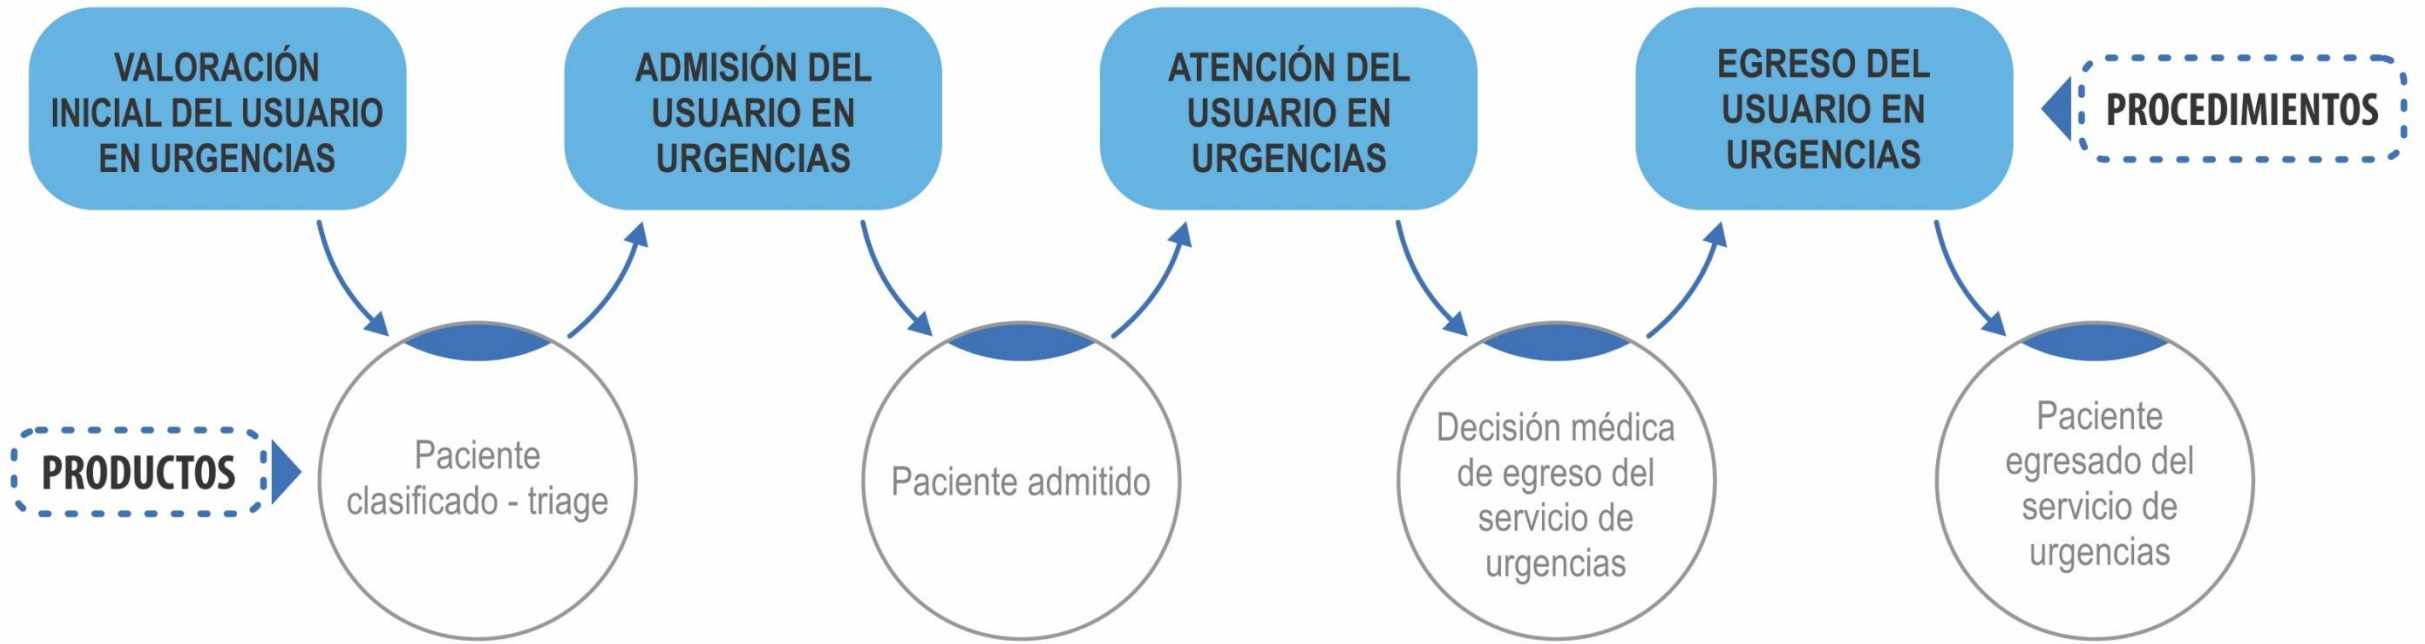 VALORACIÓN
INICIAL DEL USUARIO
EN URGENCIAS
ADMISIÓN DEL
USUARIO EN
URGENCIAS
ATENCIÓN DEL
USUARIO EN
URGENCIAS
EGRESO DEL
USUARIO EN
URGENCIAS
PROCEDIMIENTOS
PRODUCTOS
Paciente
clasificado - triage
Paciente admitido
Decisión médica
de egreso del
servicio de
urgencias
Paciente
egresado del
servicio de
urgencias